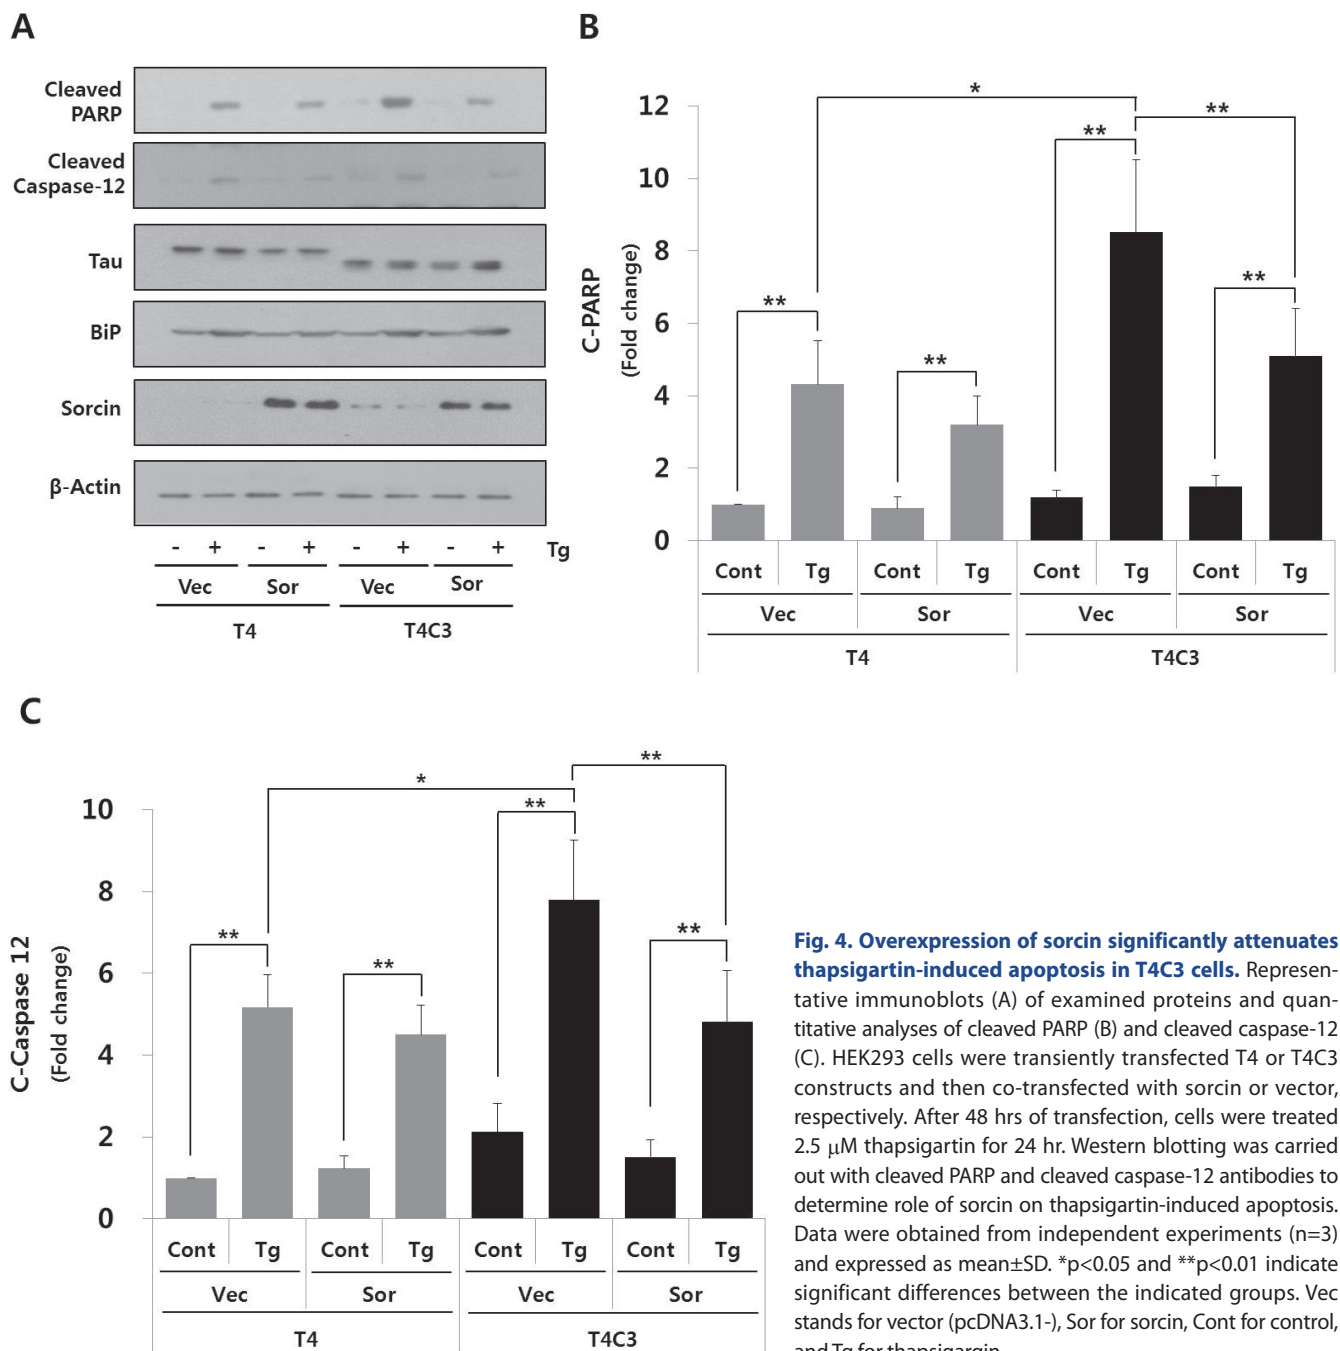 A
Cleaved
PARP
Cleaved
Caspase-12
Tau
BiP
Sorcin
β-Actin
- + - + - + - + Tg
Vec Sor Vec Sor
T4 T4C3
B
C-PARP
(Fold change)
12
10
8
6
4
2
0
** ** ** ** * **
Cont Tg Cont Tg Cont Tg Cont Tg
Vec Sor Vec Sor
T4 T4C3
C
C-Caspase 12
(Fold change)
10
8
6
4
2
0
** ** ** ** * **
Cont Tg Cont Tg Cont Tg Cont Tg
Vec Sor Vec Sor
T4 T4C3
Fig. 4. Overexpression of sorcin significantly attenuates
thapsigartin-induced apoptosis in T4C3 cells. Represen-
tative immunoblots (A) of examined proteins and quan-
titative analyses of cleaved PARP (B) and cleaved caspase-12
(C). HEK293 cells were transiently transfected T4 or T4C3
constructs and then co-transfected with sorcin or vector,
respectively. After 48 hrs of transfection, cells were treated
2.5 μM thapsigartin for 24 hr. Western blotting was carried
out with cleaved PARP and cleaved caspase-12 antibodies to
determine role of sorcin on thapsigartin-induced apoptosis.
Data were obtained from independent experiments (n=3)
and expressed as mean±SD. *p<0.05 and **p<0.01 indicate
significant differences between the indicated groups. Vec
stands for vector (pcDNA3.1-), Sor for sorcin, Cont for control,
and Tg for thapsigargin